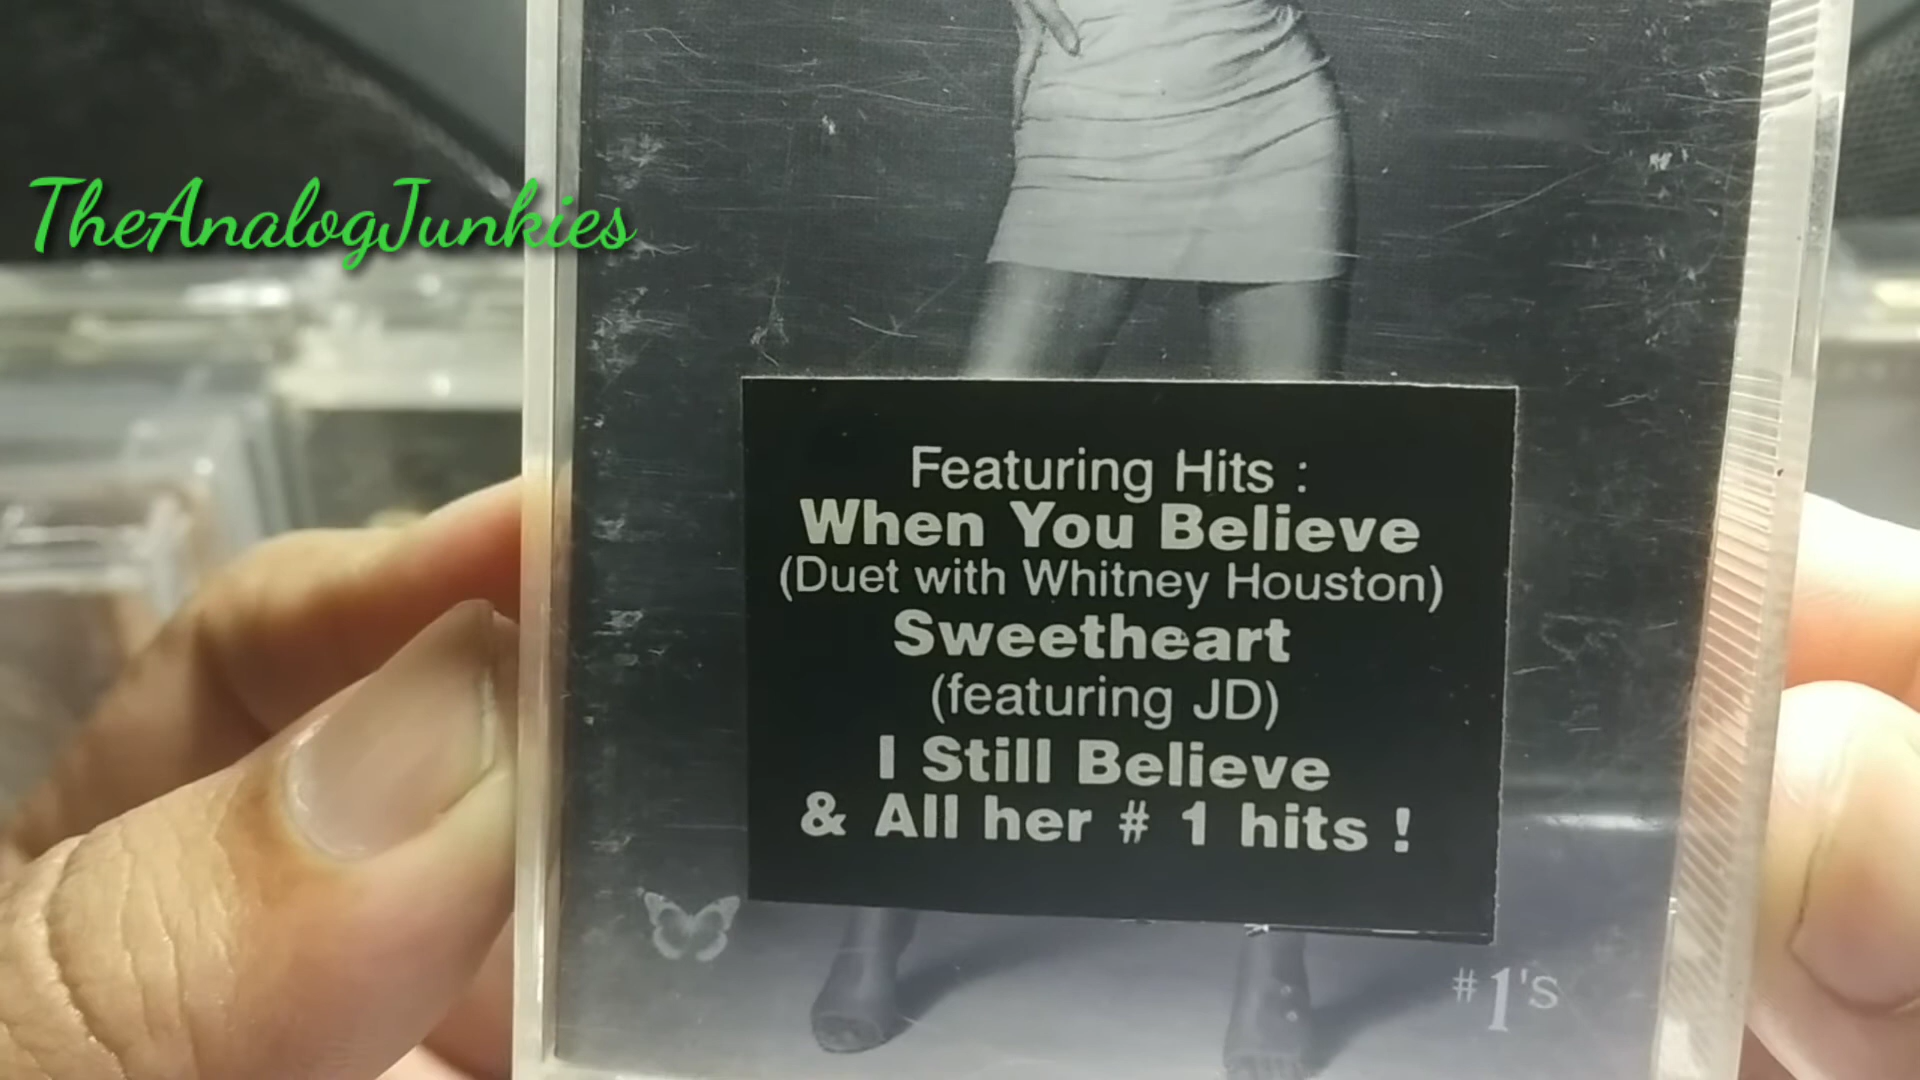 TheAnalogJunkies
Featuring Hits :
When You Believe
(Duet with Whitney Houston)
Sweetheart
(featuring JD)
I Still Believe
& All her # 1 hits !
#1's